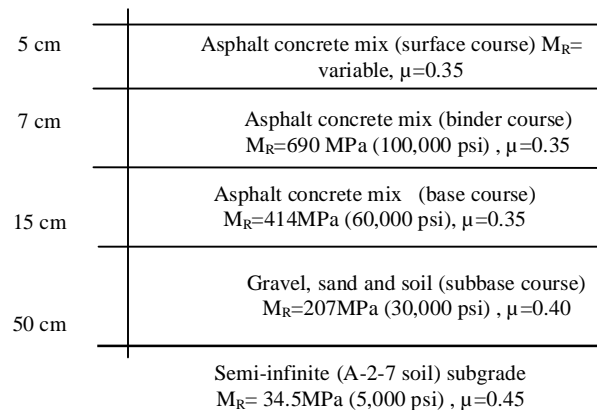 5 cm
Asphalt concrete mix (surface course) MR=
variable, µ=0.35
7 cm
Asphalt concrete mix (binder course)
MR=690 MPa (100,000 psi) , µ=0.35
15 cm
Asphalt concrete mix (base course)
MR=414MPa (60,000 psi), µ=0.35
50 cm
Gravel, sand and soil (subbase course)
MR=207MPa (30,000 psi) , µ=0.40
Semi-infinite (A-2-7 soil) subgrade
MR= 34.5MPa (5,000 psi) , µ=0.45